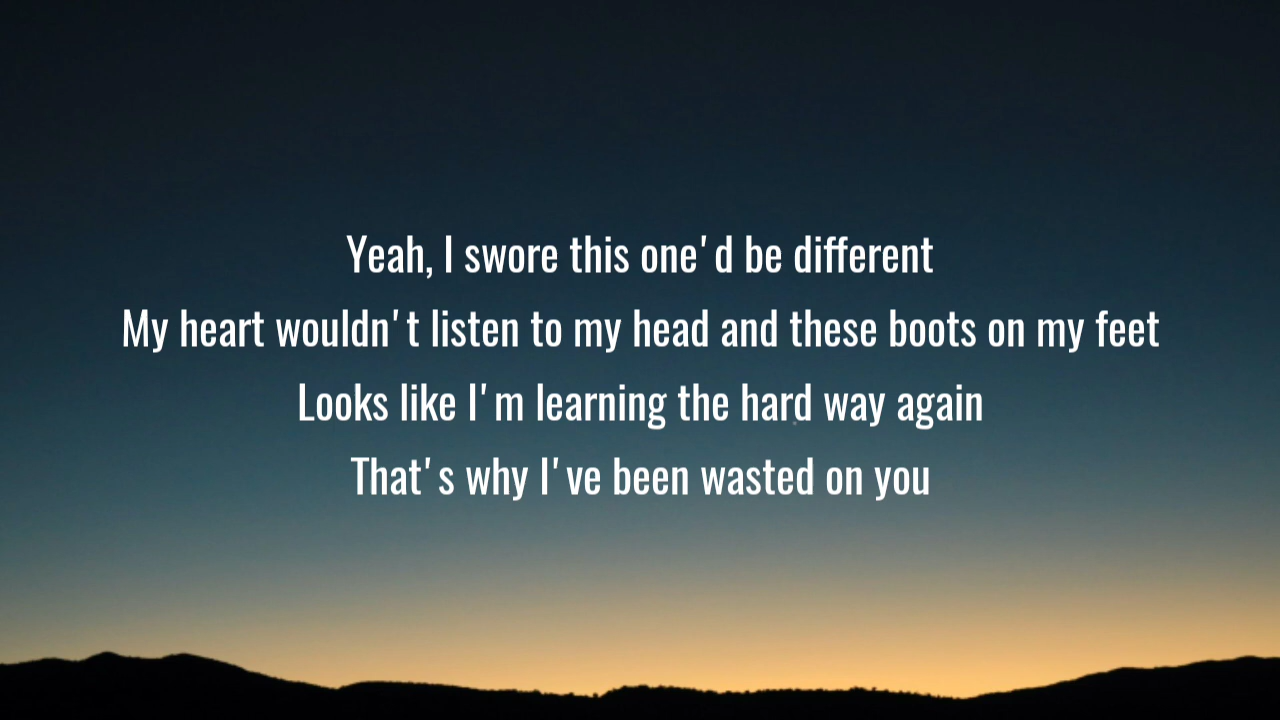 Yeah, I swore this one'd be different
My heart wouldn't listen to my head and these boots on my feet
Looks like I'm learning the hard way again
That's why I've been wasted on you